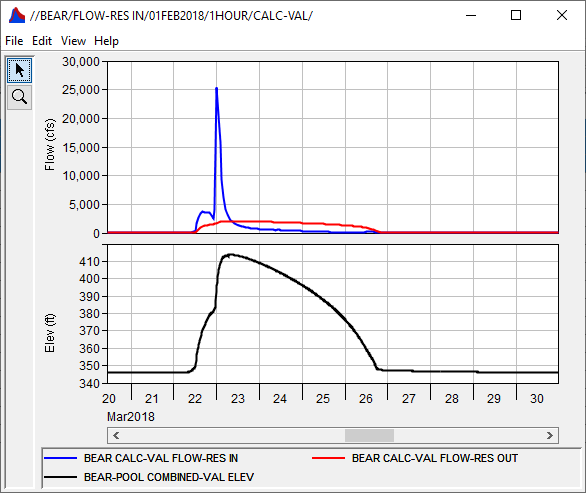 //BEAR/FLOW-RES IN/01FEB2018/1HOUR/CALC-VAL/
File Edit View Help
30,000
25,000
20,000
15,000
10,000
5,000
0
Flow (cfs)
410
400
390
380
370
360
350
340
Elev (ft)
20 21 22 23 24 25 26 27 28 29 30
Mar2018
BEAR CALC-VAL FLOW-RES IN
BEAR CALC-VAL FLOW-RES OUT
BEAR-POOL COMBINED-VAL ELEV